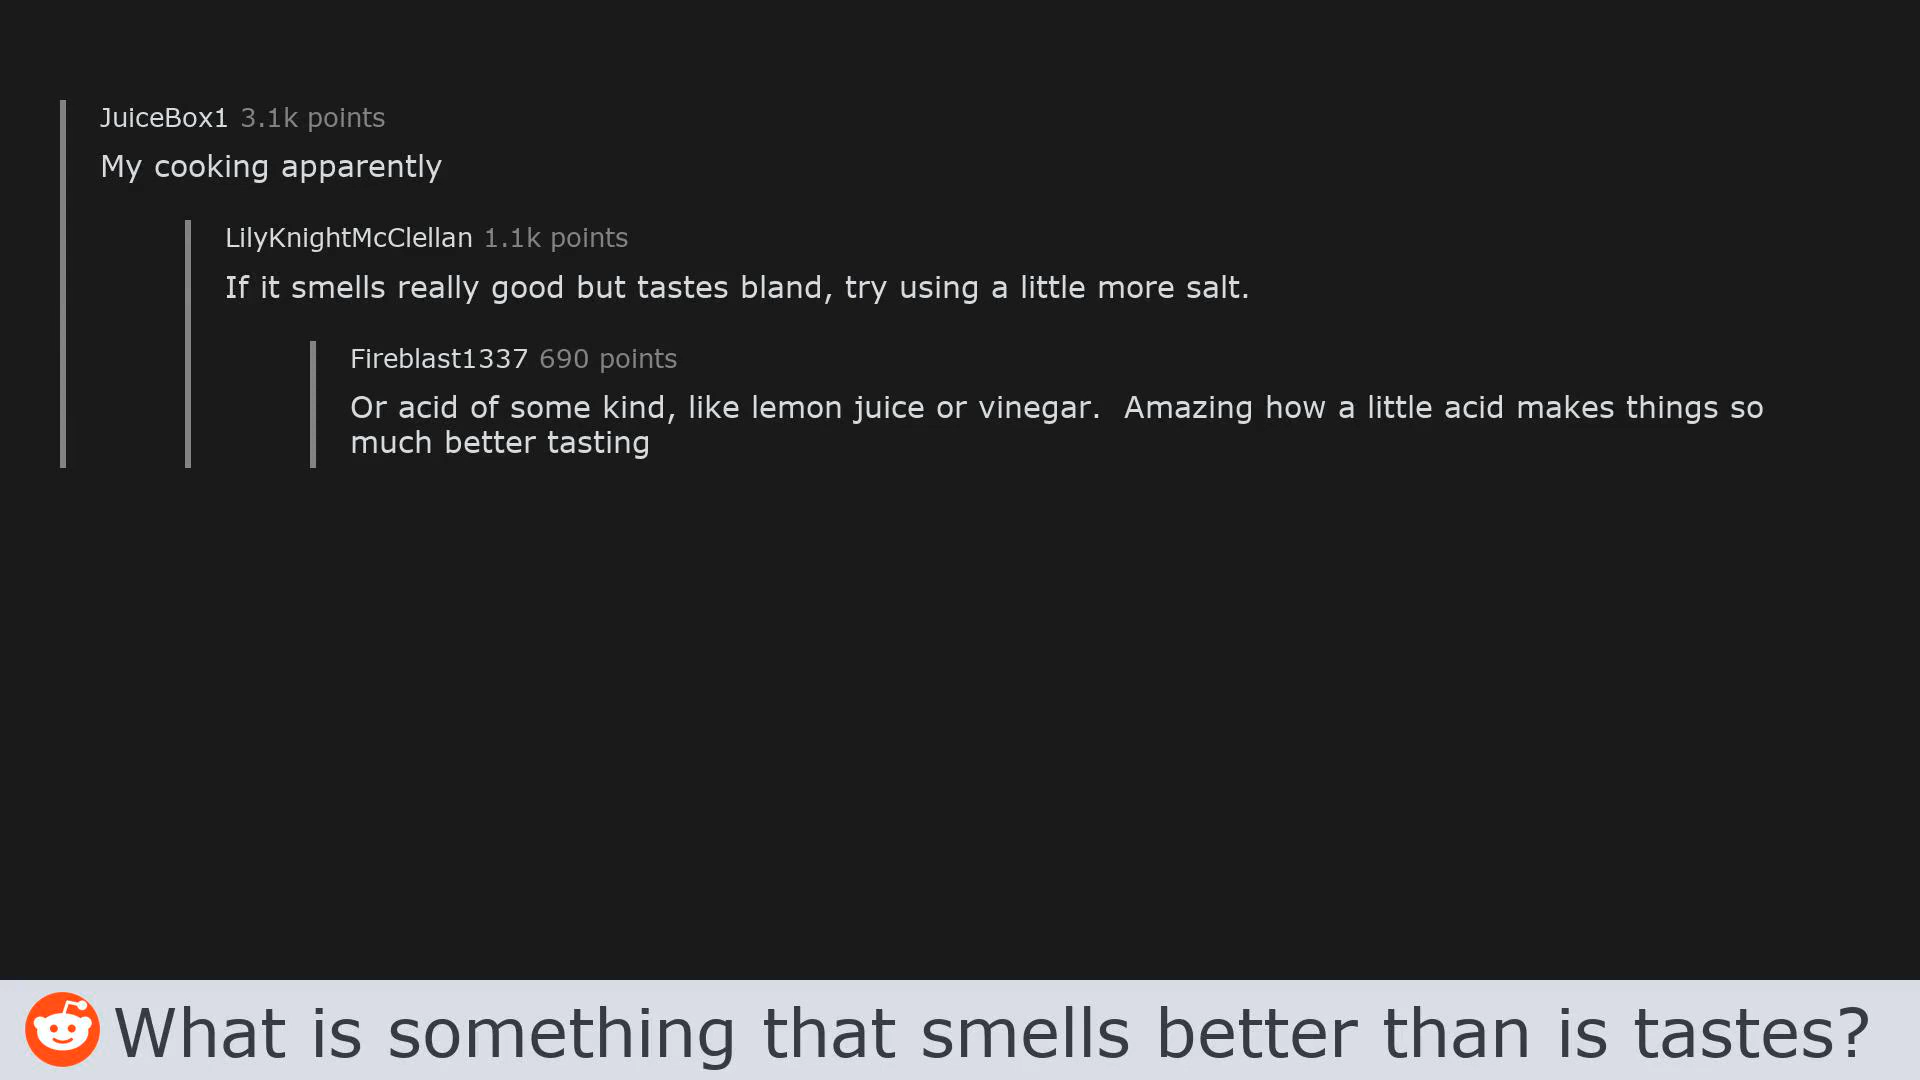 JuiceBox1 3.1k points
My cooking apparently
LilyKnightMcClellan 1.1k points
If it smells really good but tastes bland, try using a little more salt.
Fireblast1337 690 points
Or acid of some kind, like lemon juice or vinegar.  Amazing how a little acid makes things so
much better tasting
What is something that smells better than is tastes?